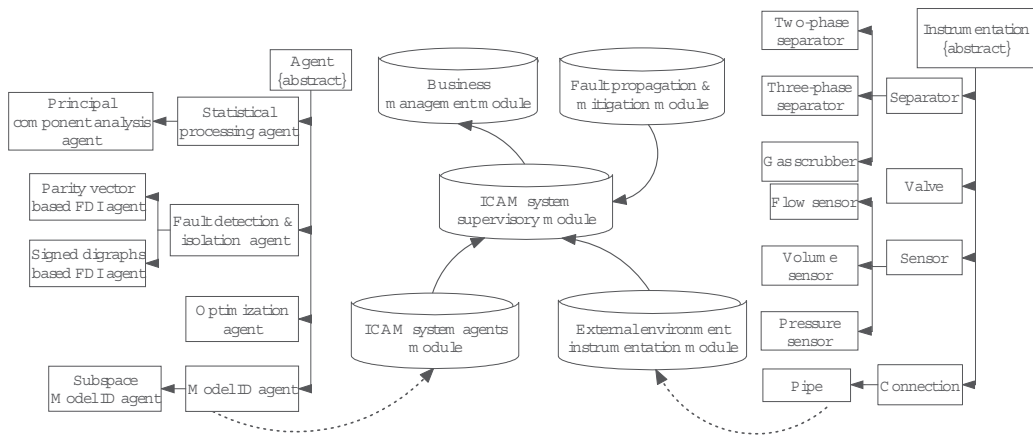 Agent
{abstract}
Principal
component analysis
agent
Statistical
processing agent
Parity vector
based FDI agent
Signed digraphs
based FDI agent
Fault detection &
isolation agent
Optimization
agent
Subspace
Model ID agent
Model ID agent
Business
management module
Fault propagation &
mitigation module
ICAM system
supervisory module
ICAM system agents
module
External environment
instrumentation module
Two-phase
separator
Instrumentation
{abstract}
Three-phase
separator
Separator
Gas scrubber
Valve
Flow sensor
Volume
sensor
Sensor
Pressure
sensor
Pipe
Connection